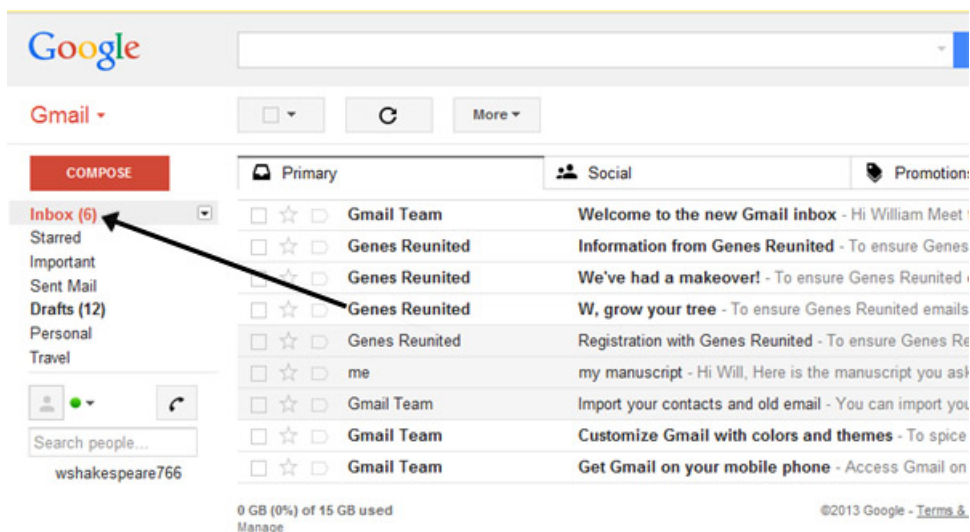 Google
Gmail
More
COMPOSE
Primary
Social
Promotions
Inbox (6)
Starred
Important
Sent Mail
Drafts (12)
Personal
Travel
Search people...
wshakespeare766
Gmail Team Welcome to the new Gmail inbox - Hi William Meet
Genes Reunited Information from Genes Reunited - To ensure Genes
Genes Reunited We've had a makeover! - To ensure Genes Reunited
Genes Reunited W, grow your tree - To ensure Genes Reunited emails
Genes Reunited Registration with Genes Reunited - To ensure Genes Re
me my manuscript - Hi Will, Here is the manuscript you ask
Gmail Team Import your contacts and old email - You can import you
Gmail Team Customize Gmail with colors and themes - To spice
Gmail Team Get Gmail on your mobile phone - Access Gmail on
0 GB (0%) of 15 GB used
Manage
©2013 Google - Terms &